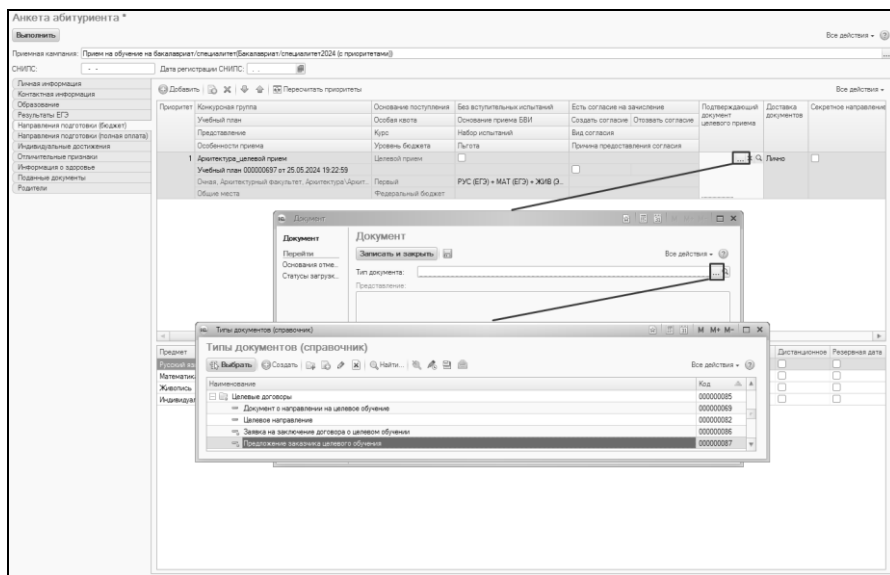 Анкета абитуриента *
Выполнить
Все действия
Приемная кампания: Прием на обучение на бакалавриат/специалитет(Бакалавриат/специалитет2024 (с приоритетами))
СНИПС: - - Дата регистрации СНИПС: . .
Личная информация
Контактная информация
Образование
Результаты ЕГЭ
Направления подготовки (бюджет)
Направления подготовки (полная оплата)
Индивидуальные достижения
Отличительные признаки
Информация о здоровье
Поданные документы
Родители
Добавить Пересчитать приоритеты Все действия
Приоритет Конкурсная группа Основание поступления Без вступительных испытаний Есть согласие на зачисление Подтверждающий документ целевого приема Доставка документов Секретное направление
Учебный план Особая квота Основание приема БВИ Создать согласие Отозвать согласие
Представление Курс Набор испытаний Вид согласия
Особенности приема Уровень бюджета Льгота Причина предоставления согласия
1 Архитектура_целевой прием Целевой прием ... Лично
Учебный план 000000697 от 25.05.2024 19:22:59
Очная, Архитектурный факультет, Архитектура\Архит... Первый РУС (ЕГЭ) + МАТ (ЕГЭ) + ЖИВ (Э...
Общие места Федеральный бюджет
Документ
Документ
Перейти
Основания отме...
Статусы загрузк...
Документ
Записать и закрыть Все действия
Тип документа: ...
Представление:
Типы документов (справочник) M M+ M-
Типы документов (справочник)
Выбрать Создать Найти... Все действия
Наименование Код
Целевые договоры 000000085
Документ о направлении на целевое обучение 000000069
Целевое направление 000000082
Заявка на заключение договора о целевом обучении 000000086
Предложение заказчика целевого обучения 000000087
Предмет Дистанционное Резервная дата
Русский яз
Математик
Живопись
Индивидуал